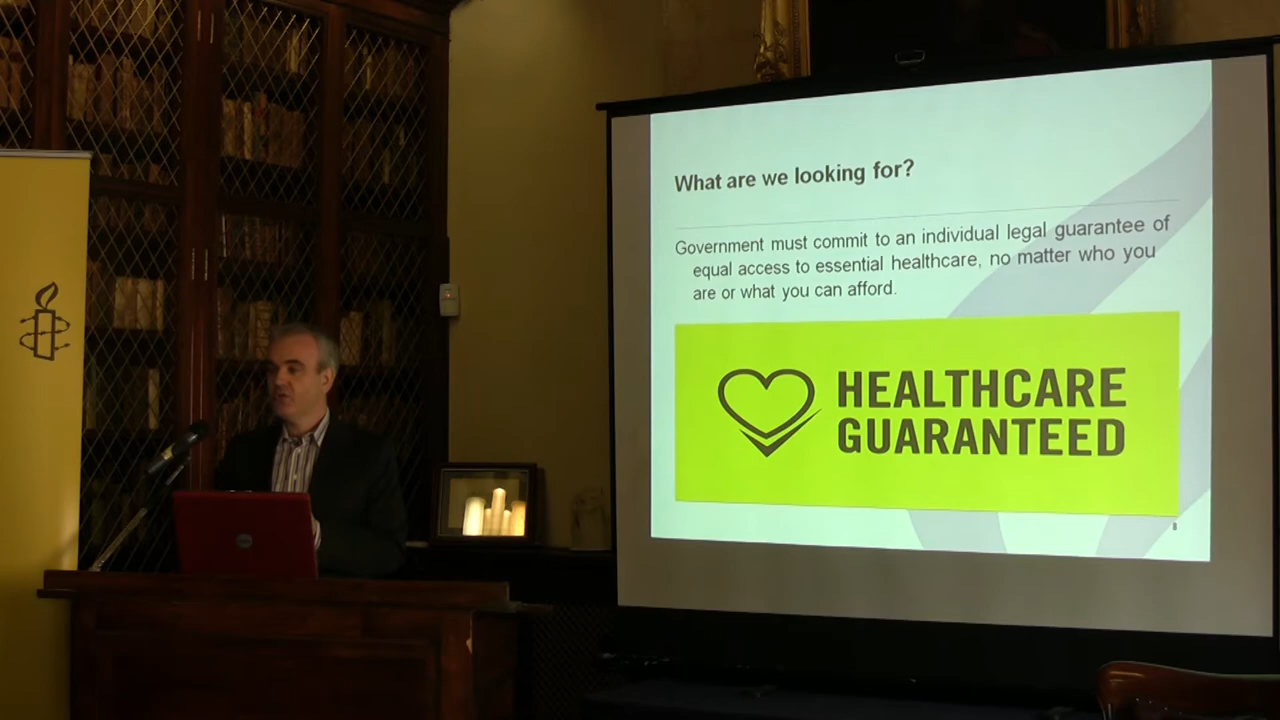 What are we looking for?
Government must commit to an individual legal guarantee of
equal access to essential healthcare, no matter who you
are or what you can afford.
HEALTHCARE
GUARANTEED
8